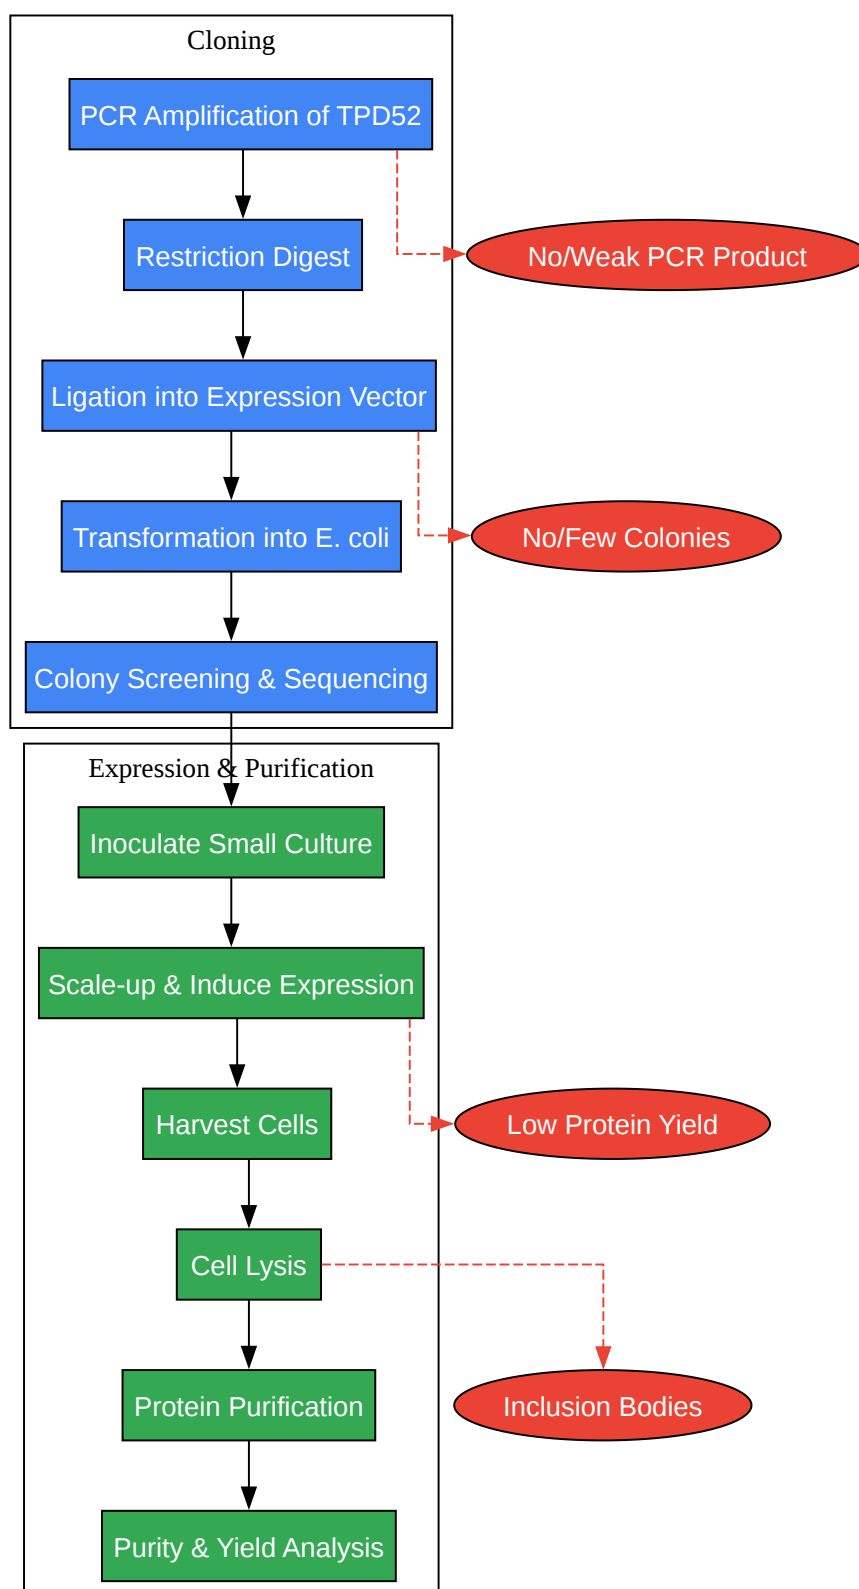 Cloning
PCR Amplification of TPD52
Restriction Digest
No/Weak PCR Product
Ligation into Expression Vector
Transformation into E. coli
No/Few Colonies
Colony Screening & Sequencing
Expression & Purification
Inoculate Small Culture
Scale-up & Induce Expression
Harvest Cells
Low Protein Yield
Cell Lysis
Protein Purification
Inclusion Bodies
Purity & Yield Analysis